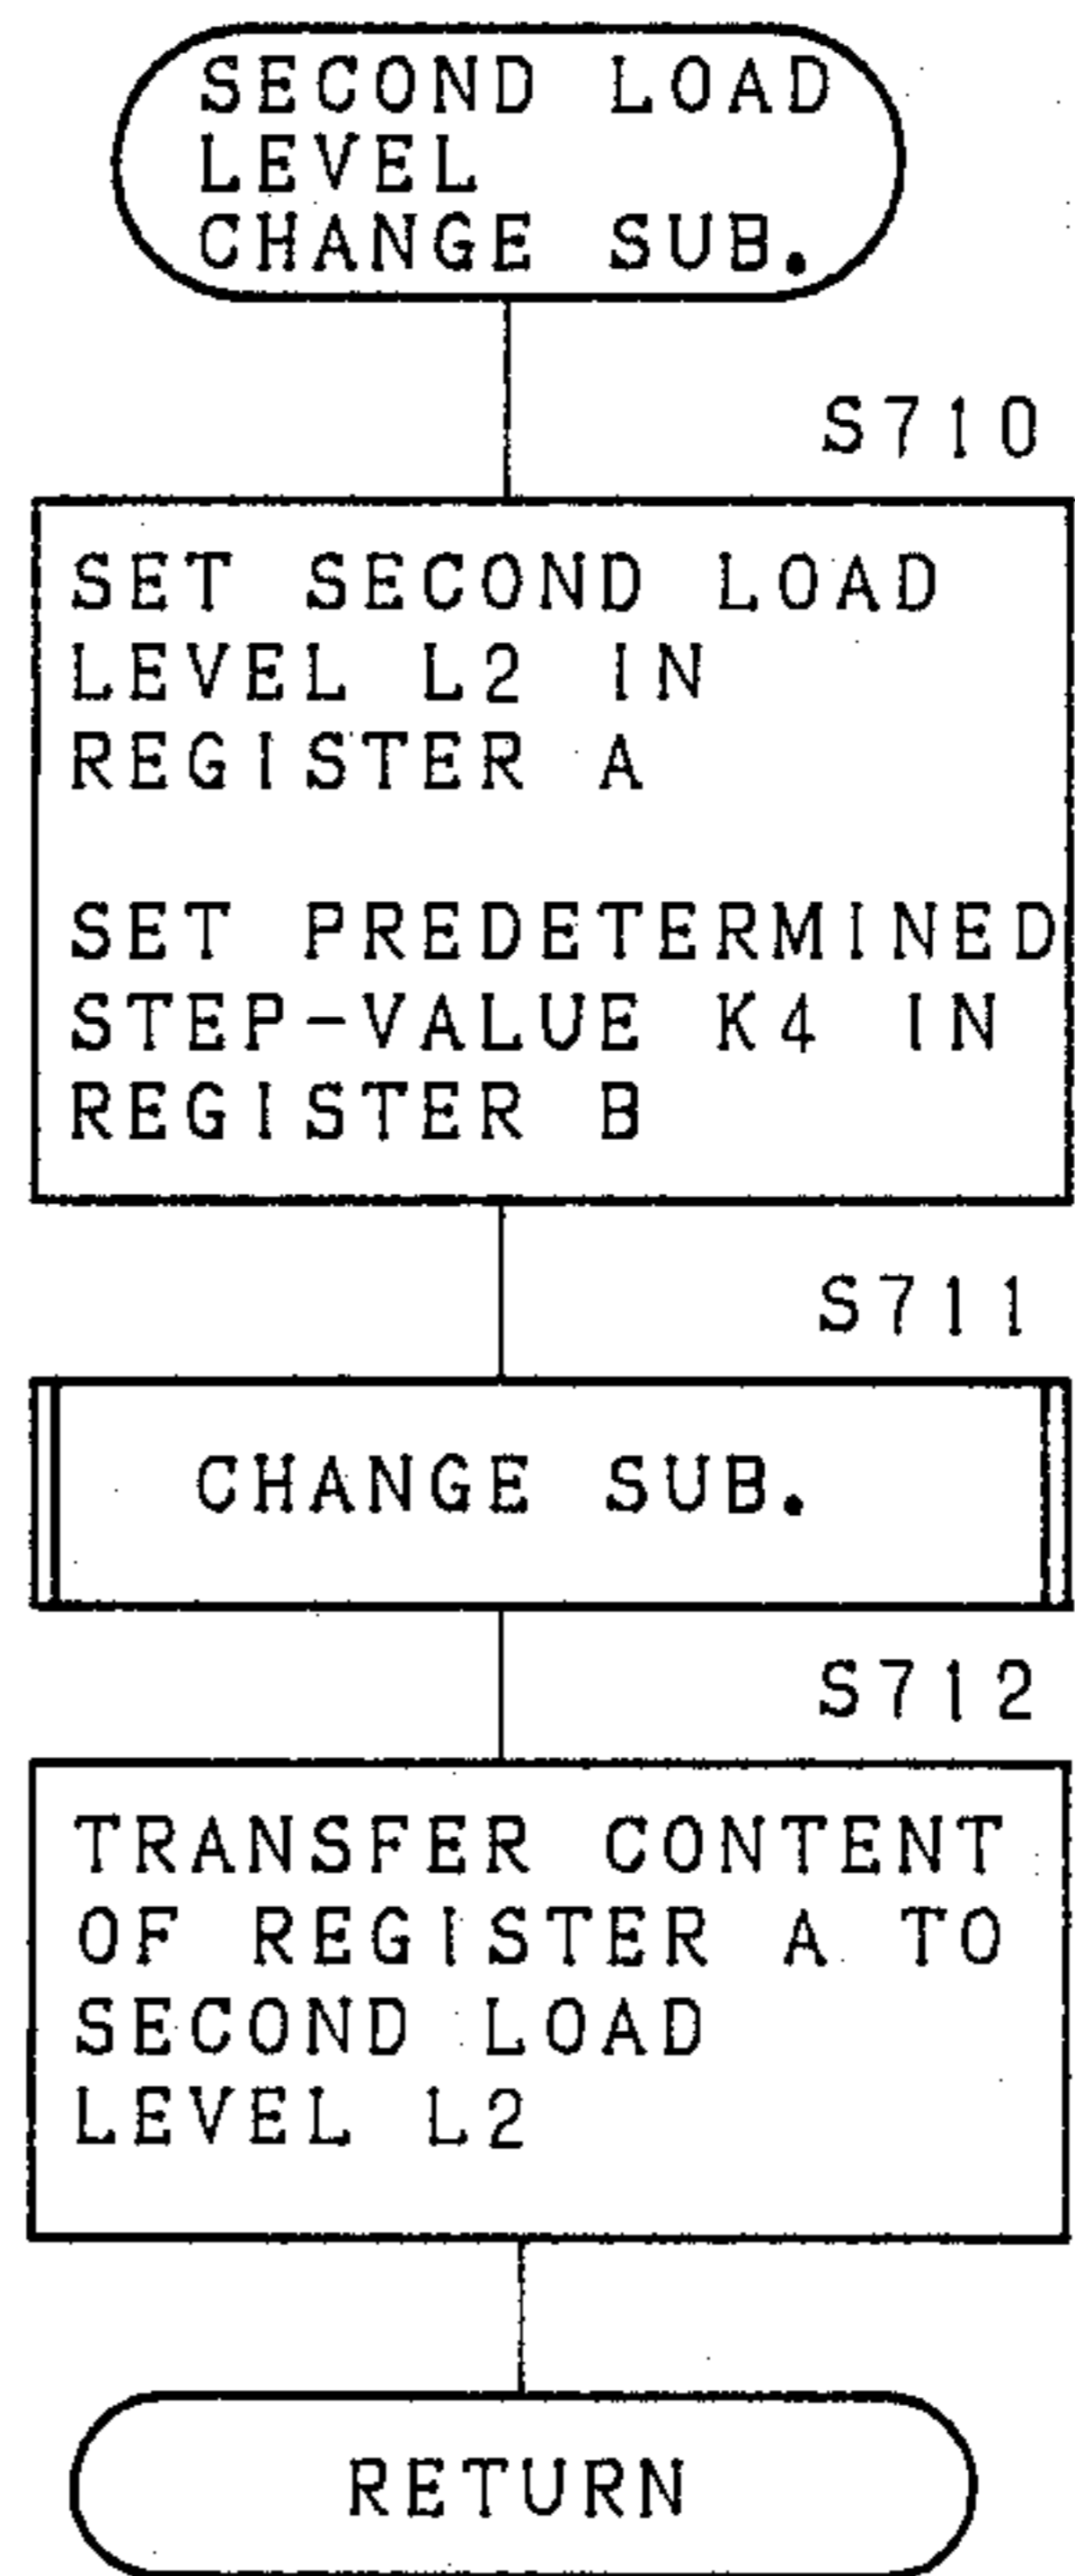 SECOND LOAD
LEVEL
CHANGE SUB.
S710
SET SECOND LOAD
LEVEL L2 IN
REGISTER A
SET PREDETERMINED
STEP-VALUE K4 IN
REGISTER B
S711
CHANGE SUB.
S712
TRANSFER CONTENT
OF REGISTER A TO
SECOND LOAD
LEVEL L2
RETURN